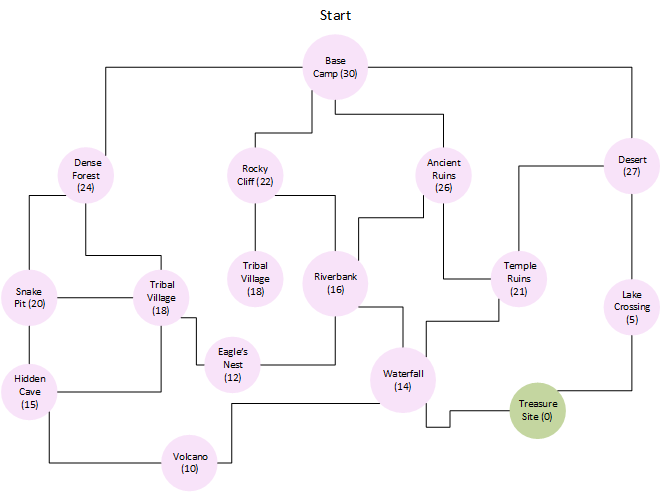 Start
Base
Camp (30)
Dense
Forest
(24)
Rocky
Cliff (22)
Ancient
Ruins
(26)
Desert
(27)
Snake
Pit (20)
Tribal
Village
(18)
Tribal
Village
(18)
Riverbank
(16)
Temple
Ruins
(21)
Lake
Crossing
(5)
Eagle's
Nest
(12)
Hidden
Cave
(15)
Waterfall
(14)
Treasure
Site (0)
Volcano
(10)